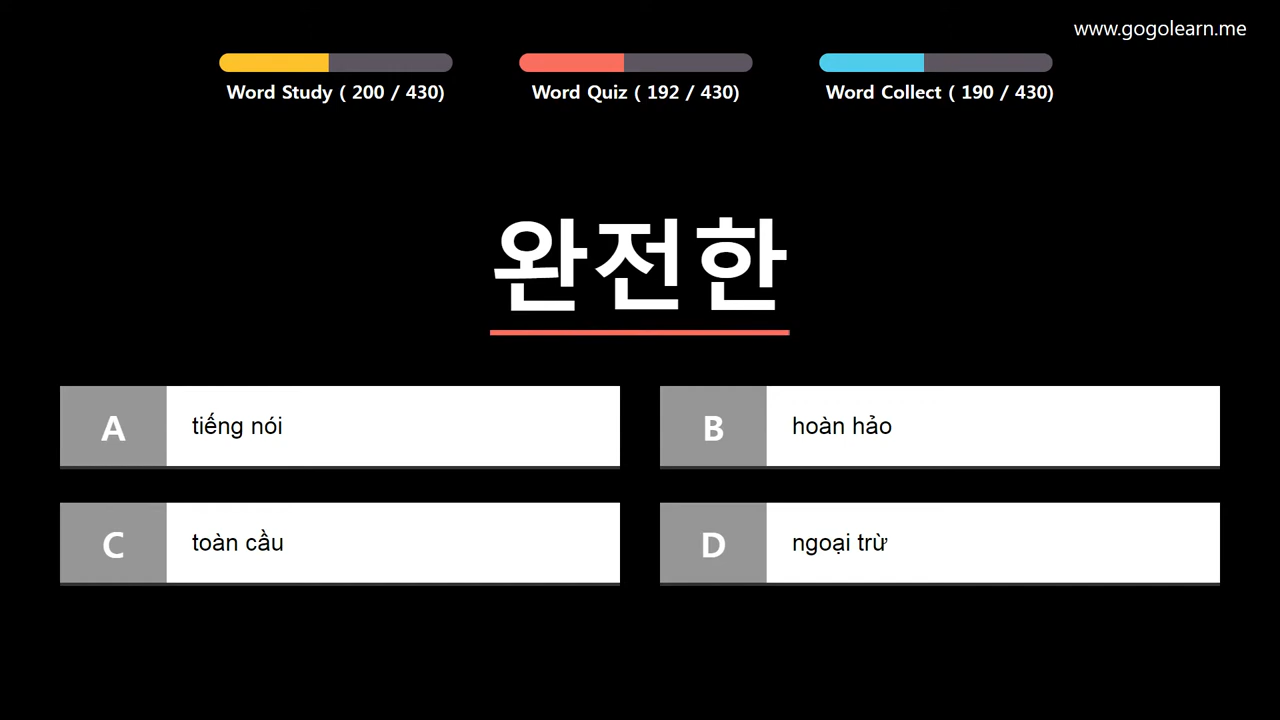 www.gogolearn.me
Word Study ( 200 / 430)
Word Quiz ( 192 / 430)
Word Collect ( 190 / 430)
완전한
A tiếng nói
B hoàn hảo
C toàn cầu
D ngoại trừ